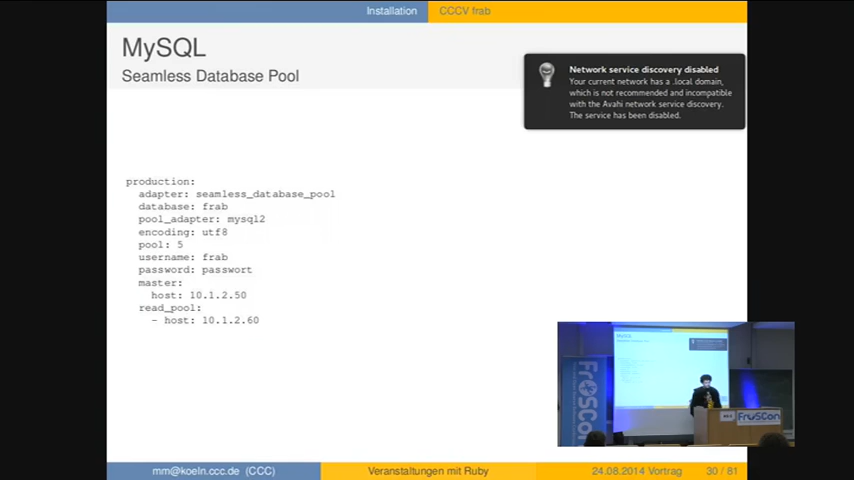 Installation
CCCV frab
MySQL
Seamless Database Pool
Network service discovery disabled
Your current network has a .local domain,
which is not recommended and incompatible
with the Avahi network service discovery.
The service has been disabled.
production:
adapter: seamless_database_pool
database: frab
pool_adapter: mysql2
encoding: utf8
pool: 5
username: frab
password: passwort
master:
host: 10.1.2.50
read_pool:
- host: 10.1.2.60
MySQL
FrOSCon
FrOSCon
mm@koeln.ccc.de (CCC)
Veranstaltungen mit Ruby
24.08.2014 Vortrag
30 / 81